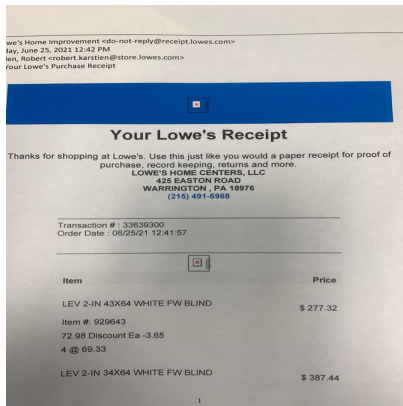 we's Home Improvement <do-not-reply@receipt.lowes.com>
day, June 25, 2021 12:42 PM
ien, Robert <robert.karstien@store.lowes.com>
Your Lowe's Purchase Receipt
Your Lowe's Receipt
Thanks for shopping at Lowe's. Use this just like you would a paper receipt for proof of
purchase, record keeping, returns and more.
LOWE'S HOME CENTERS, LLC
425 EASTON ROAD
WARRINGTON , PA 18976
(215) 491-5968
Transaction # : 33639300
Order Date : 06/25/21 12:41:57
Item Price
LEV 2-IN 43X64 WHITE FW BLIND $ 277.32
Item #: 929643
72.98 Discount Ea -3.65
4 @ 69.33
LEV 2-IN 34X64 WHITE FW BLIND $ 387.44
1